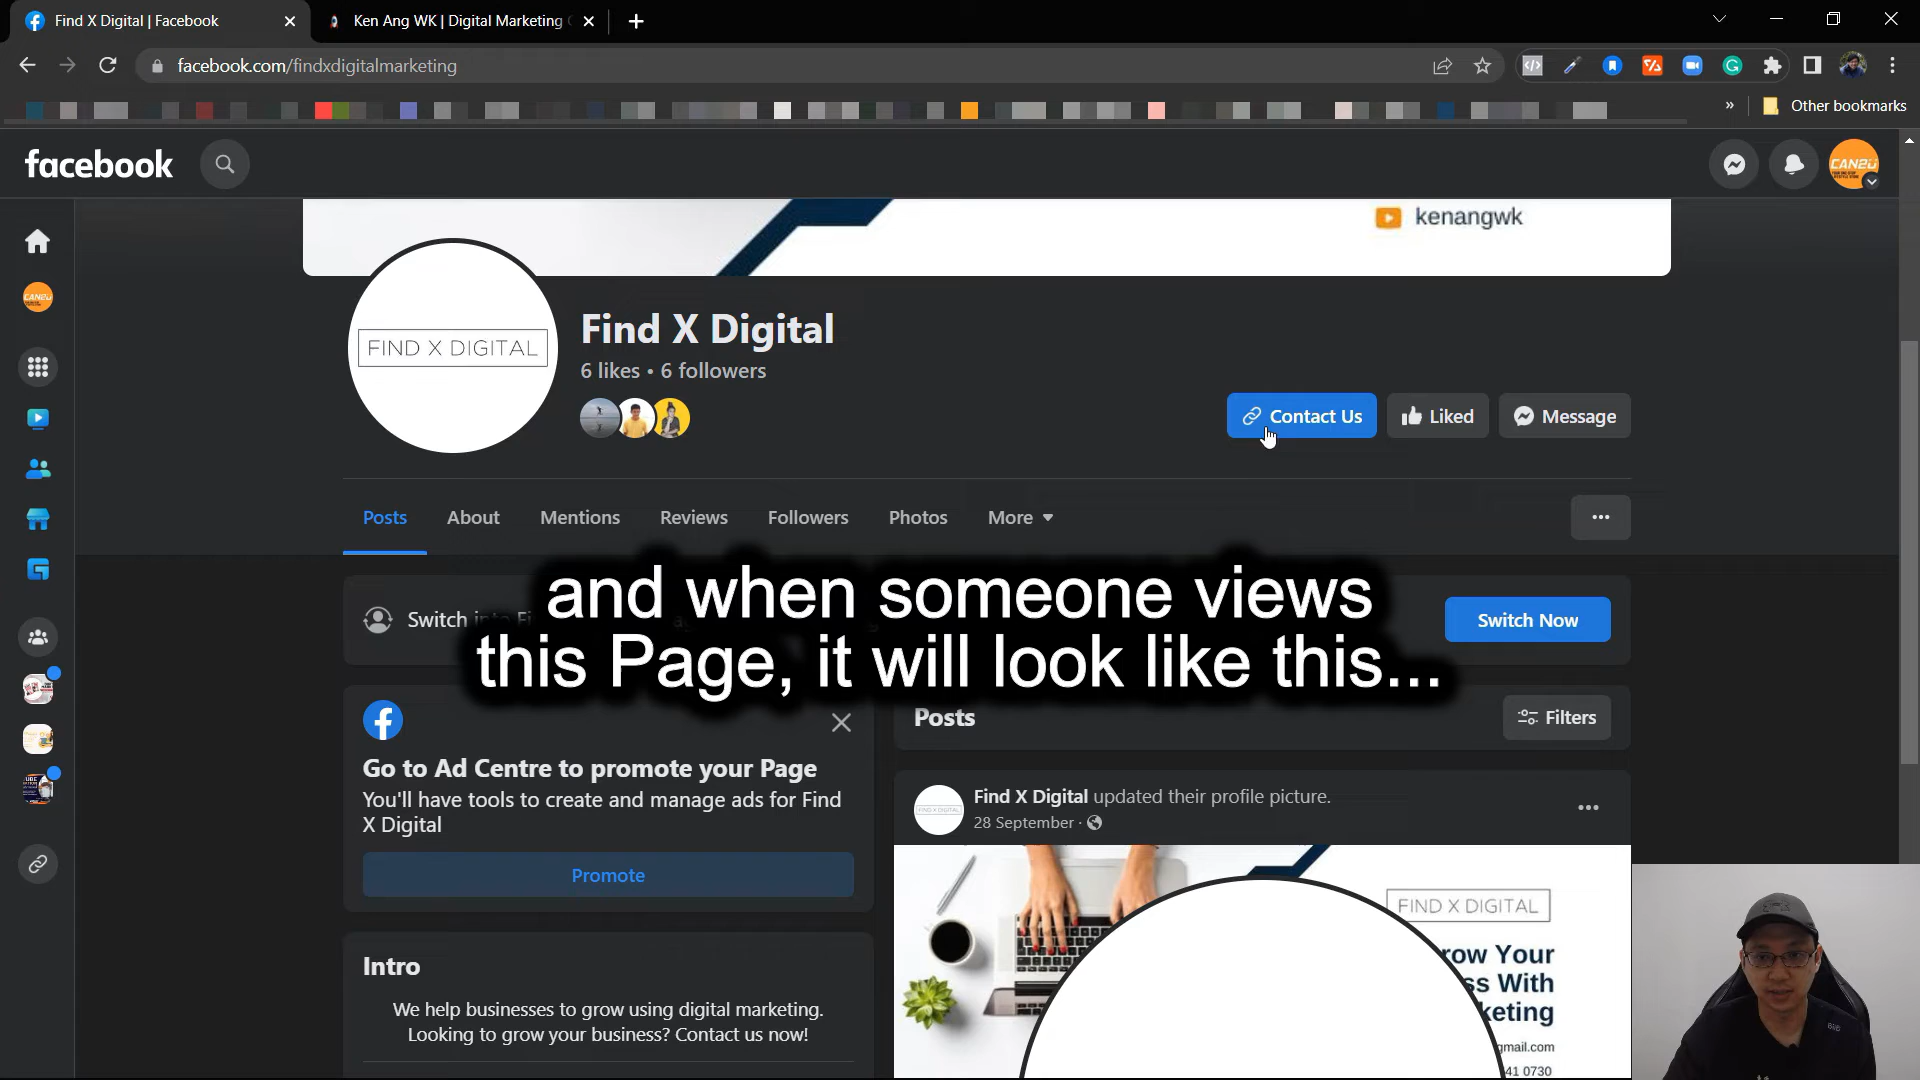 Find X Digital | Facebook
Ken Ang WK | Digital Marketing
facebook.com/findxdigitalmarketing
Other bookmarks
facebook
CAN2U
kenangwk
CAN2U
FIND X DIGITAL
Find X Digital
6 likes • 6 followers
Contact Us
Liked
Message
Posts
About
Mentions
Reviews
Followers
Photos
More
and when someone views
this Page, it will look like this...
Switch into
Switch Now
Go to Ad Centre to promote your Page
You'll have tools to create and manage ads for Find
X Digital
Promote
Intro
We help businesses to grow using digital marketing.
Looking to grow your business? Contact us now!
Posts
Filters
Find X Digital updated their profile picture.
28 September
FIND X DIGITAL
row Your
ss With
keting
gmail.com
41 0730